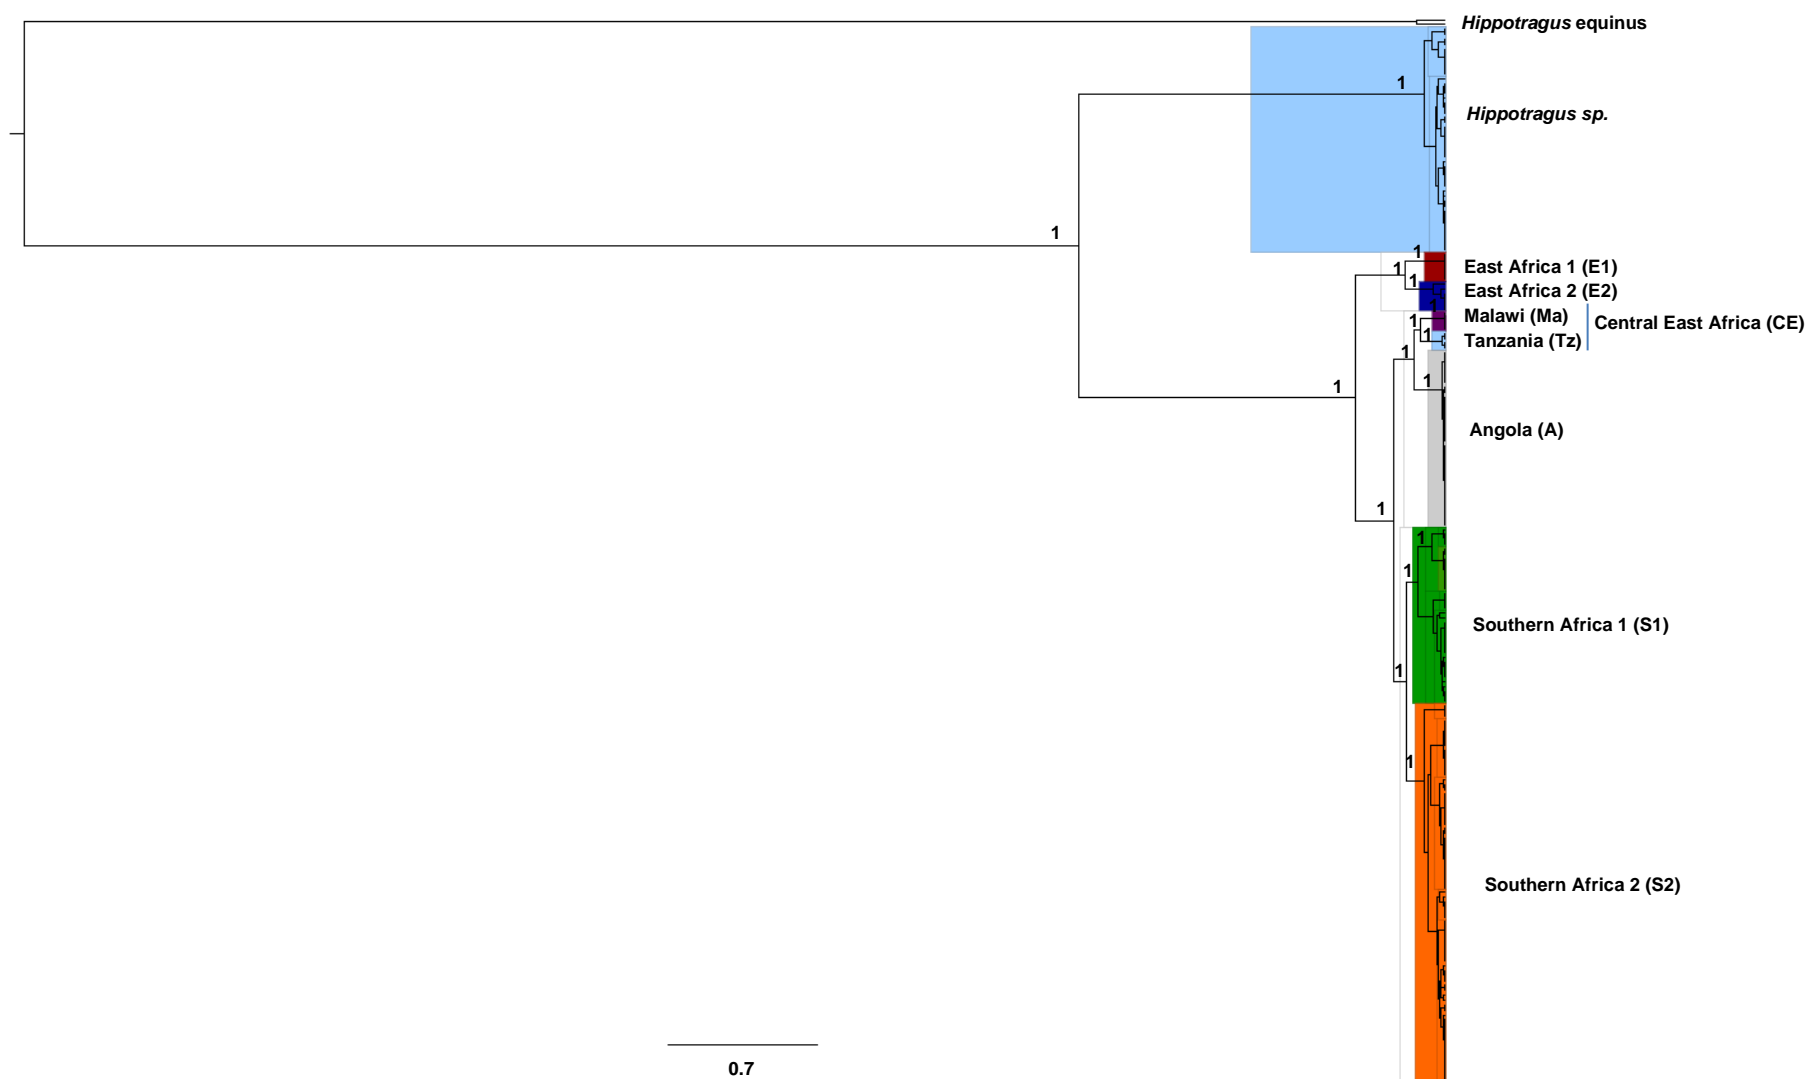 Hippotragus equinus
1
Hippotragus sp.
1
1
East Africa 1 (E1)
1
1
East Africa 2 (E2)
1
Malawi (Ma)
1
Central East Africa (CE)
1
Tanzania (Tz)
1
1
1
Angola (A)
1
1
1
Southern Africa 1 (S1)
1
1
Southern Africa 2 (S2)
0.7